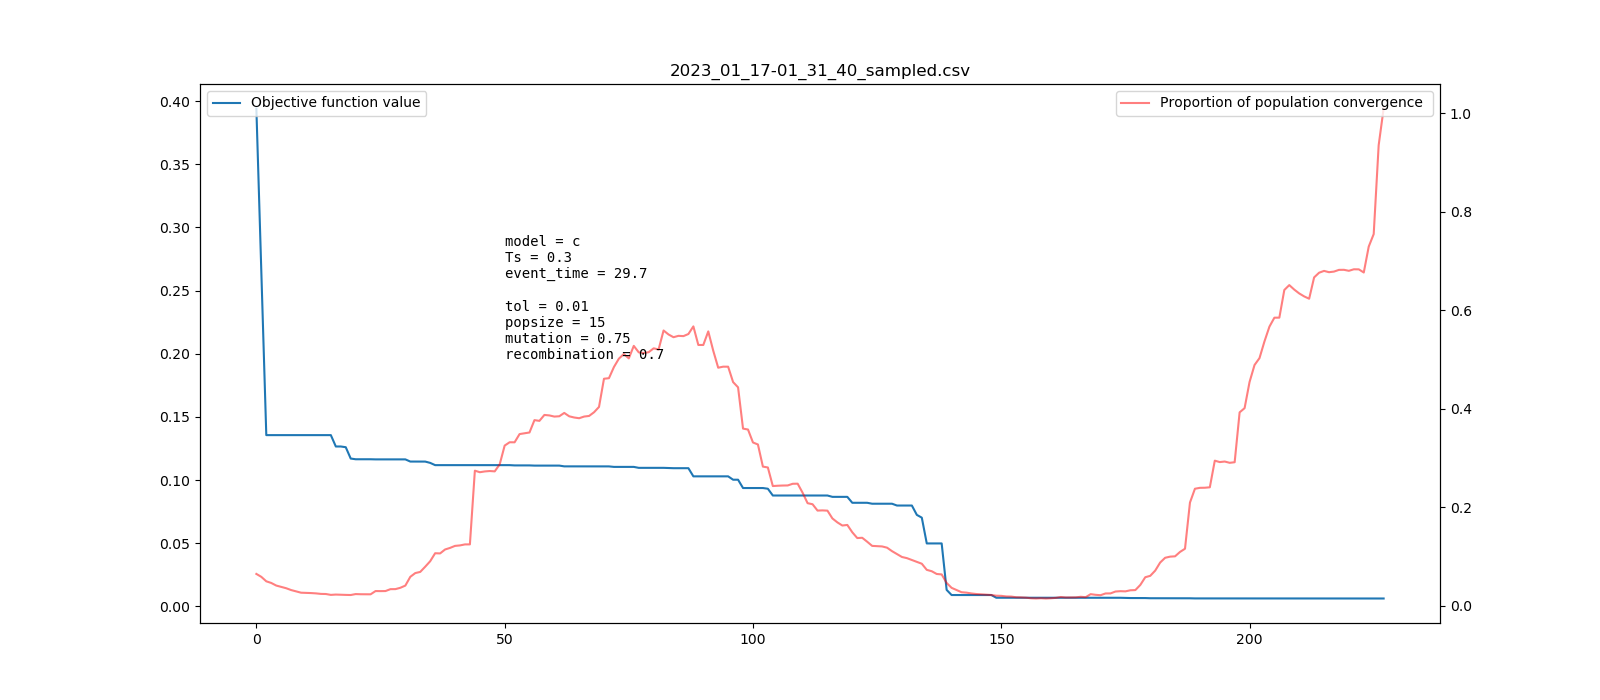 2023_01_17-01_31_40_sampled.csv
Objective function value
Proportion of population convergence
0.40
0.35
0.30
0.25
0.20
0.15
0.10
0.05
0.00
1.0
0.8
0.6
0.4
0.2
0.0
model = c
Ts = 0.3
event_time = 29.7
tol = 0.01
popsize = 15
mutation = 0.75
recombination = 0.7
0
50
100
150
200